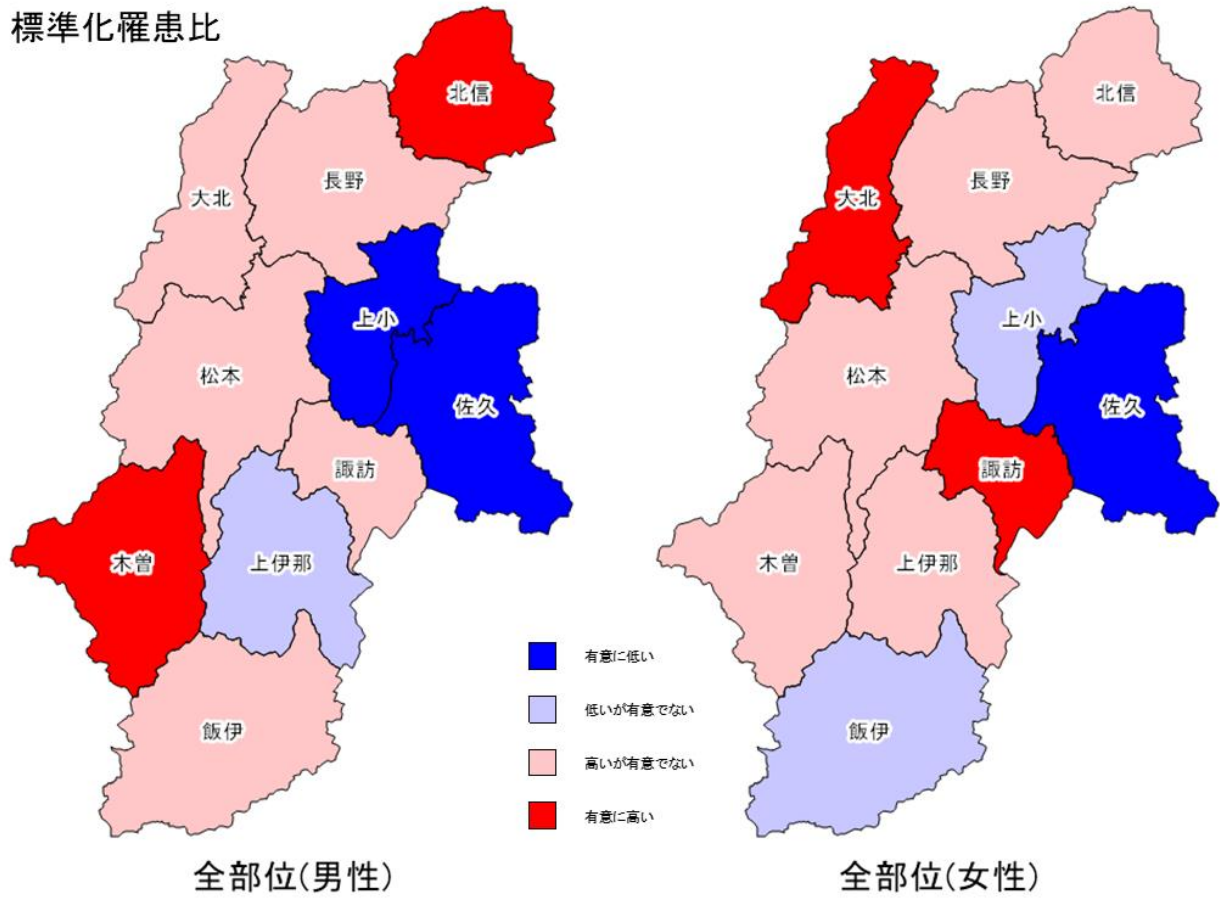 標準化罹患比
北信
長野
大北
上小
松本
佐久
諏訪
木曽
上伊那
飯伊
北信
長野
大北
上小
松本
佐久
諏訪
木曽
上伊那
飯伊
有意に低い
低いが有意でない
高いが有意でない
有意に高い
全部位(男性)
全部位(女性)